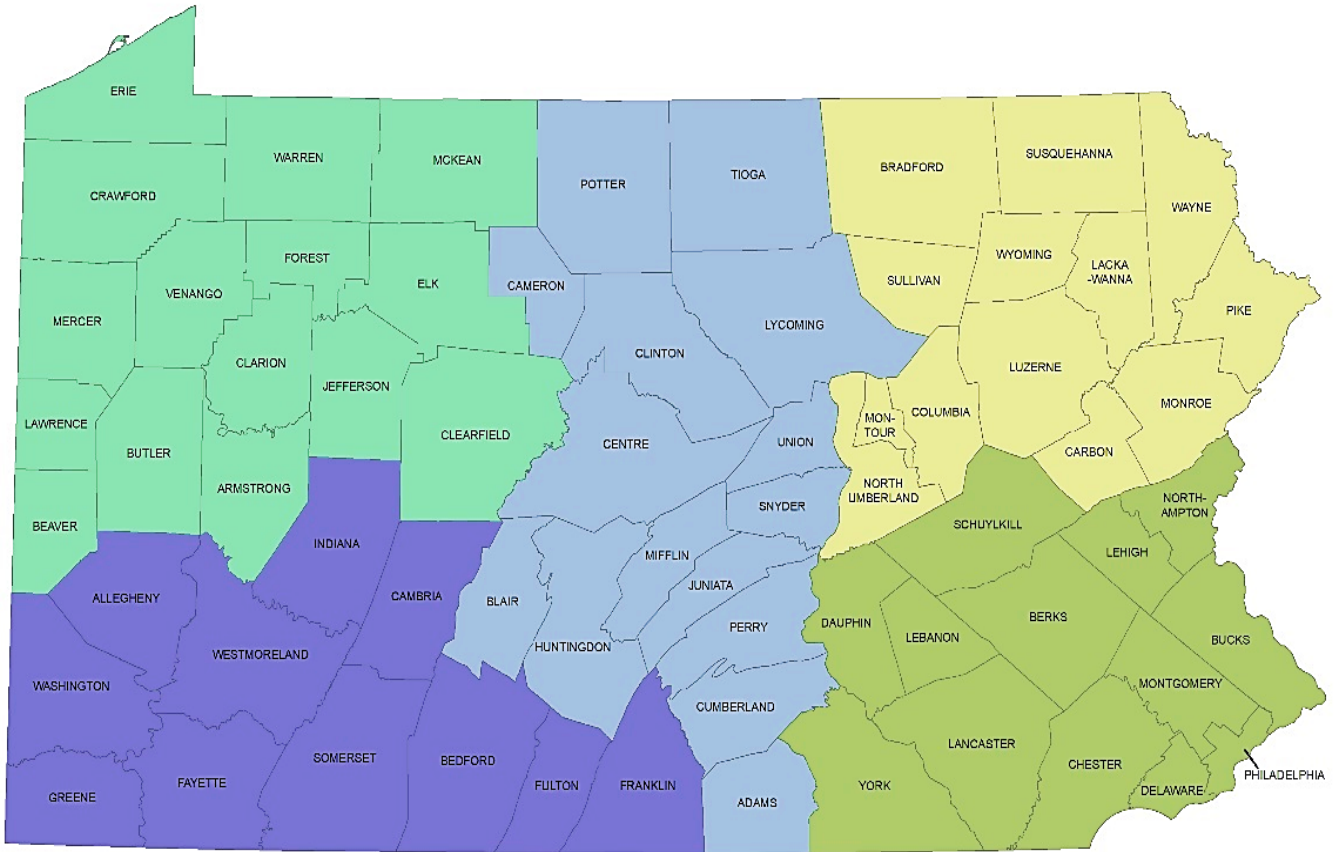 ERIE
WARREN
MCKEAN
POTTER
TIOGA
BRADFORD
SUSQUEHANNA
CRAWFORD
WAYNE
FOREST
WYOMING
LACKA
-WANNA
VENANGO
ELK
CAMERON
SULLIVAN
MERCER
LYCOMING
PIKE
CLARION
CLINTON
LUZERNE
JEFFERSON
MONROE
LAWRENCE
COLUMBIA
MON-
TOUR
CLEARFIELD
CENTRE
UNION
BUTLER
CARBON
ARMSTRONG
NORTH
UMBERLAND
SNYDER
NORTH-
AMPTON
BEAVER
SCHUYLKILL
INDIANA
MIFFLIN
LEHIGH
JUNIATA
ALLEGHENY
CAMBRIA
BLAIR
PERRY
DAUPHIN
LEBANON
BERKS
BUCKS
WESTMORELAND
HUNTINGDON
WASHINGTON
MONTGOMERY
CUMBERLAND
LANCASTER
SOMERSET
BEDFORD
CHESTER
PHILADELPHIA
FAYETTE
FULTON
FRANKLIN
YORK
DELAWARE
GREENE
ADAMS